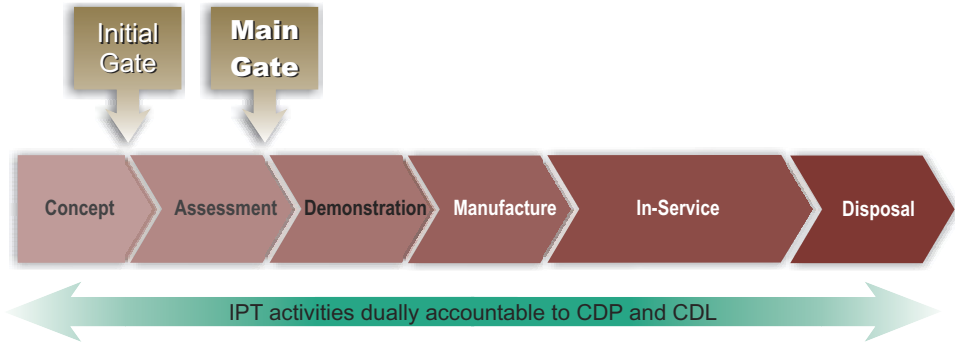 Initial
Gate
Main
Gate
Concept
Assessment
Demonstration
Manufacture
In-Service
Disposal
IPT activities dually accountable to CDP and CDL